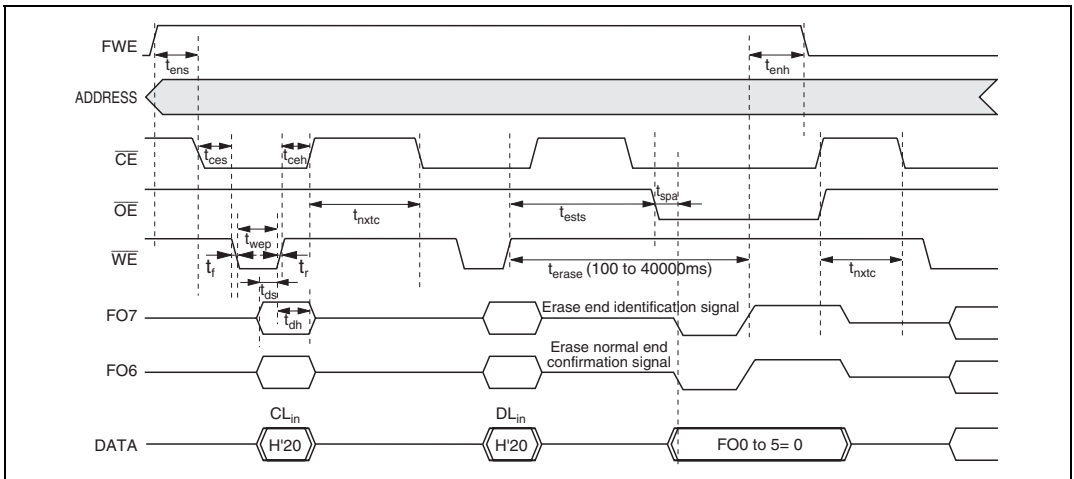 FWE
t_ens
t_enh
ADDRESS
CE
t_ces
t_ceh
OE
t_nxtc
t_ests
t_spa
WE
t_wep
t_f
t_r
t_erase (100 to 40000ms)
t_nxtc
t_ds
FO7
t_dh
Erase end identification signal
FO6
Erase normal end
confirmation signal
CL_in
DL_in
DATA
H'20
H'20
FO0 to 5= 0